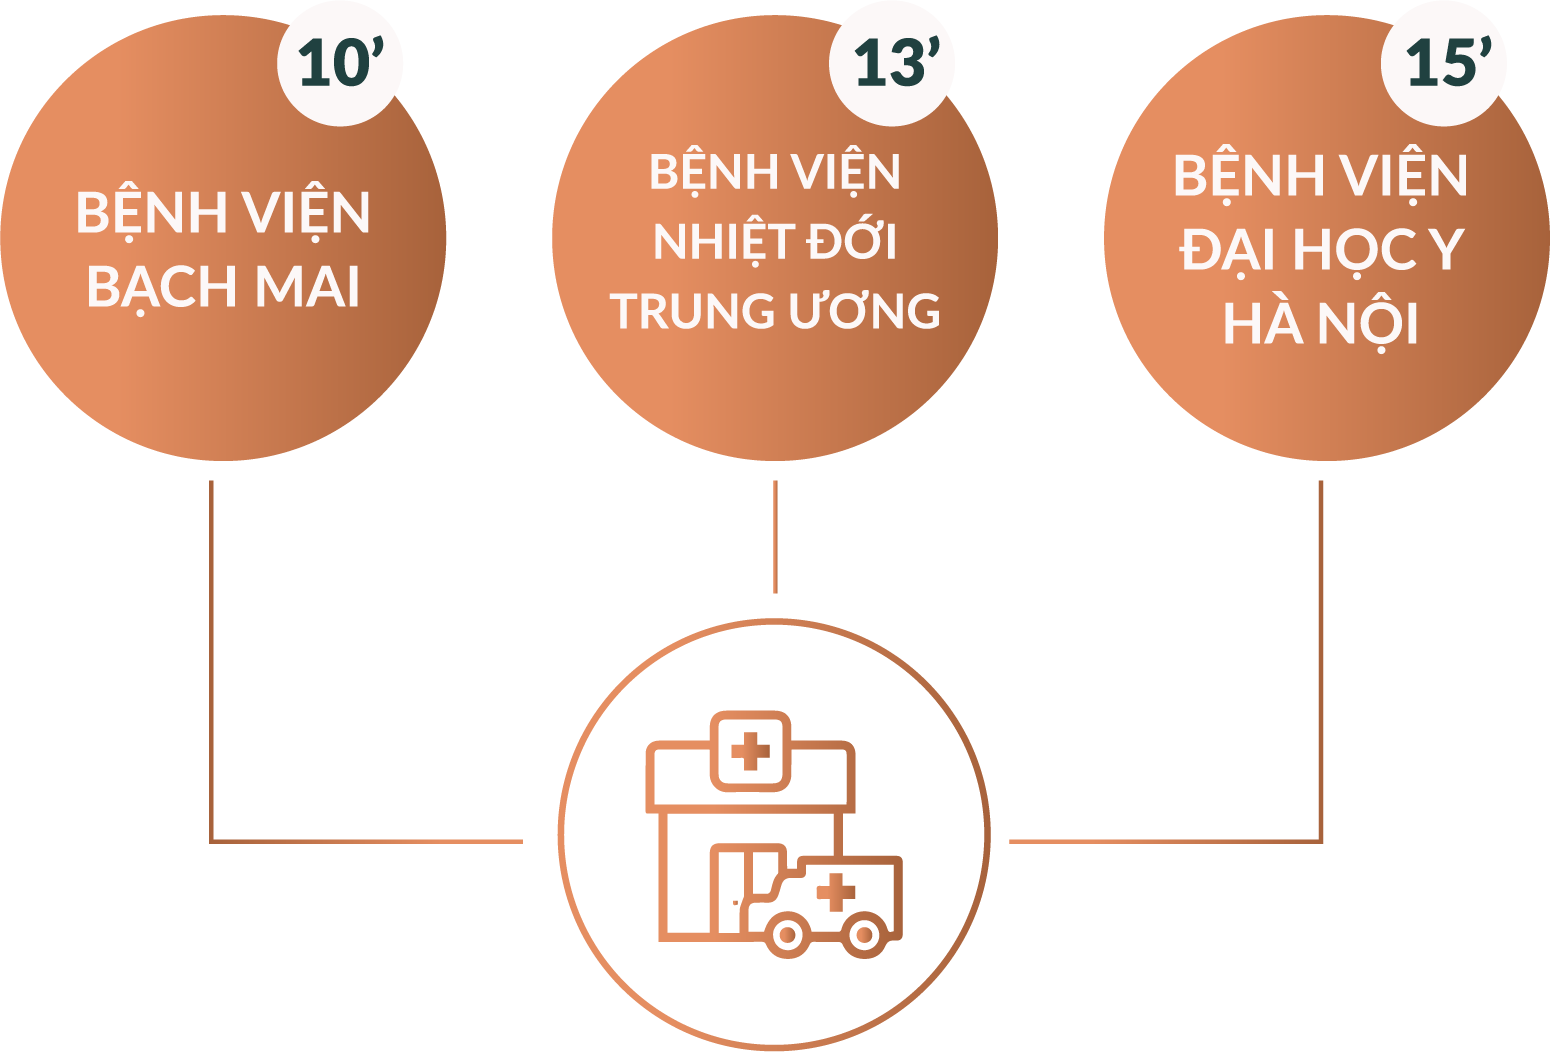 10’
BỆNH VIỆN
BẠCH MAI
13’
BỆNH VIỆN
NHIỆT ĐỚI
TRUNG ƯƠNG
15’
BỆNH VIỆN
ĐẠI HỌC Y
HÀ NỘI